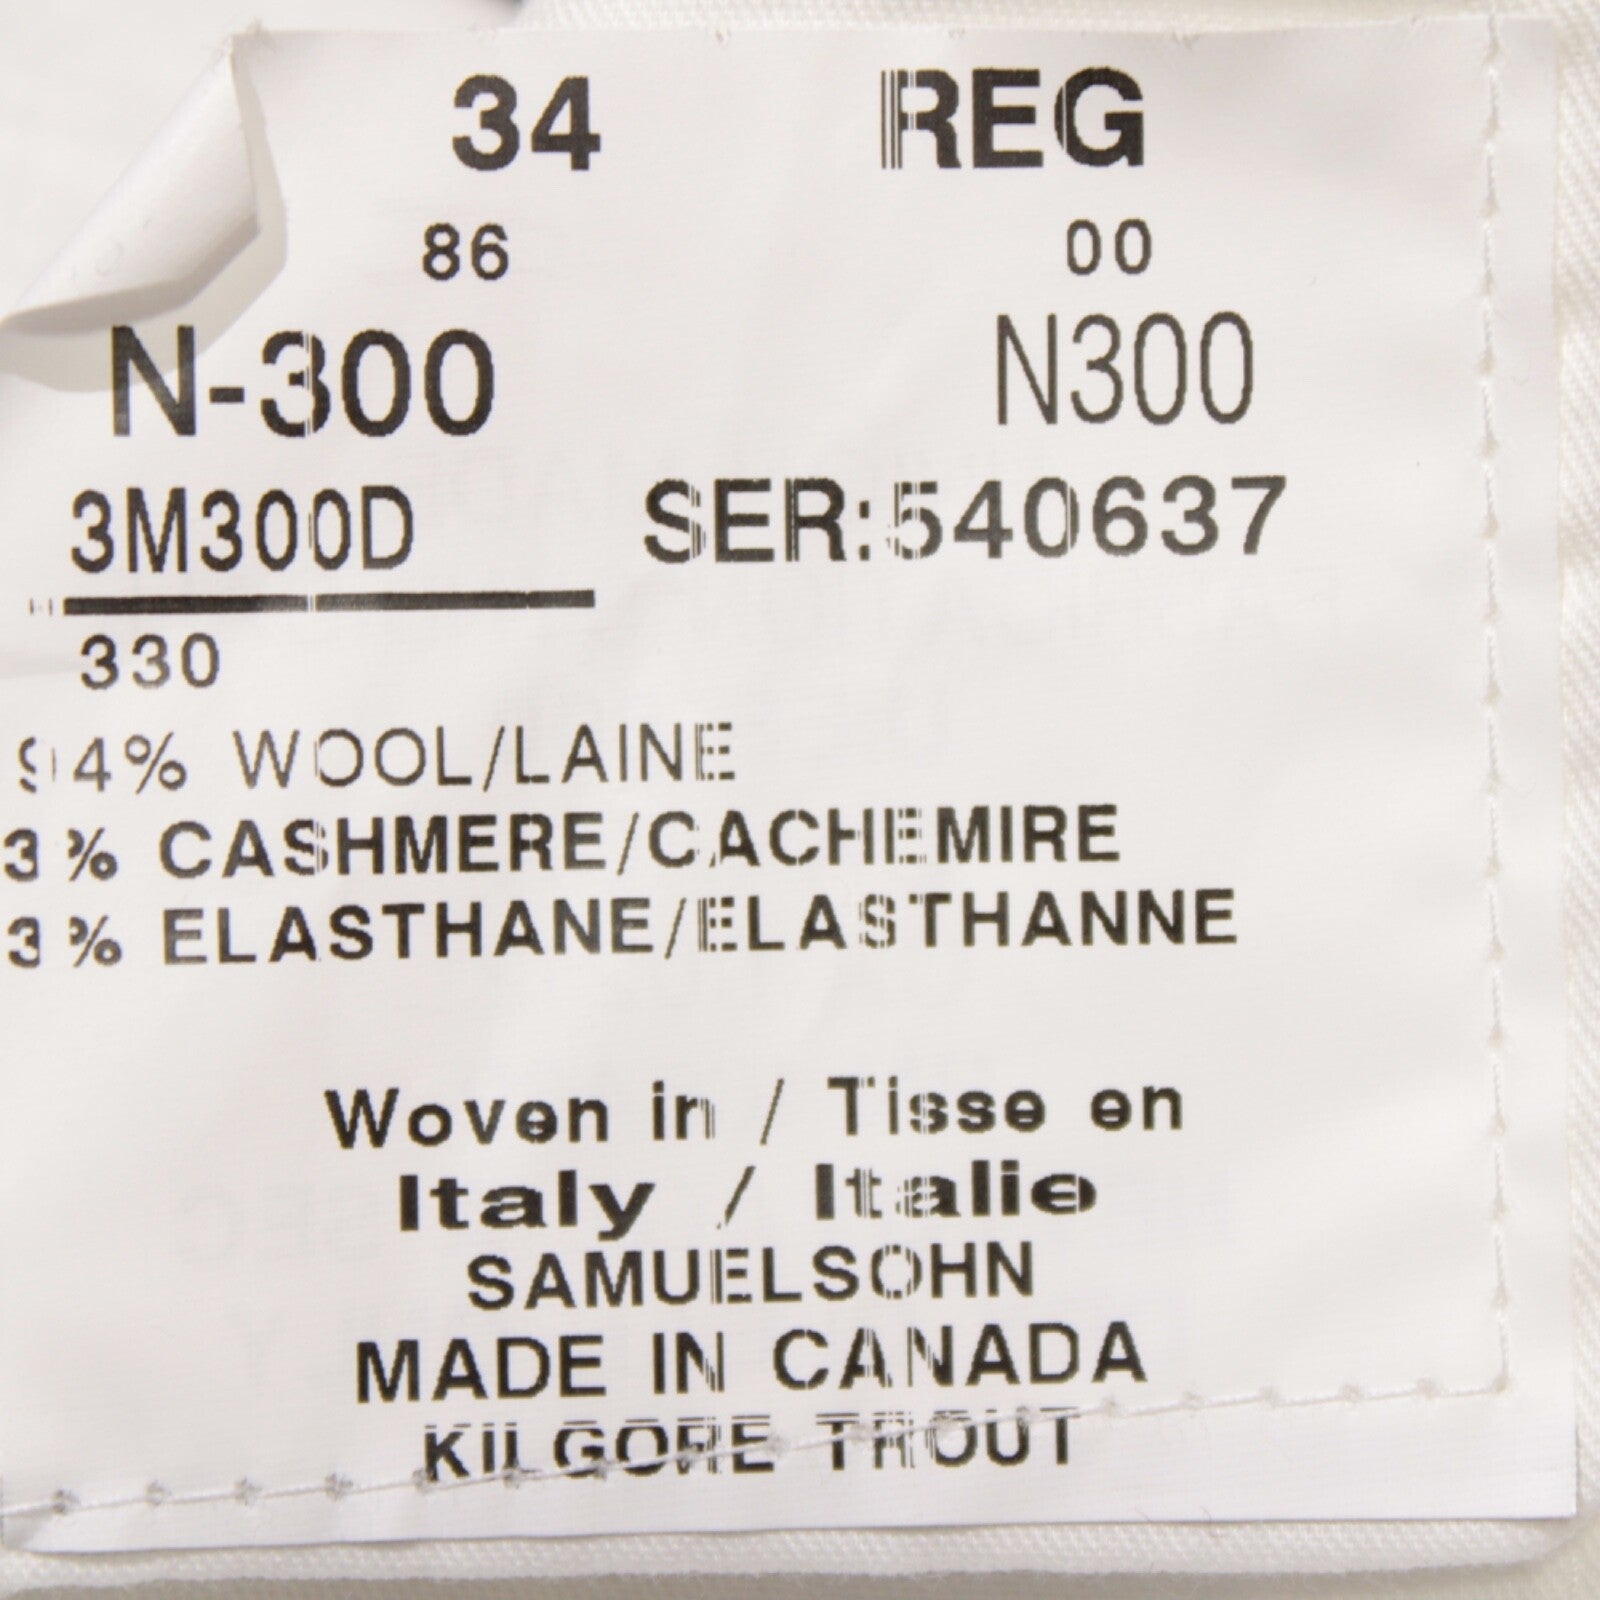 34 REG
86 00
N-300 N300
3M300D SER:540637
330
94% WOOL/LAINE
3% CASHMERE/CACHEMIRE
3% ELASTHANE/ELASTHANNE
Woven in / Tisse en
Italy / Italie
SAMUELSOHN
MADE IN CANADA
KILGORE TROUT